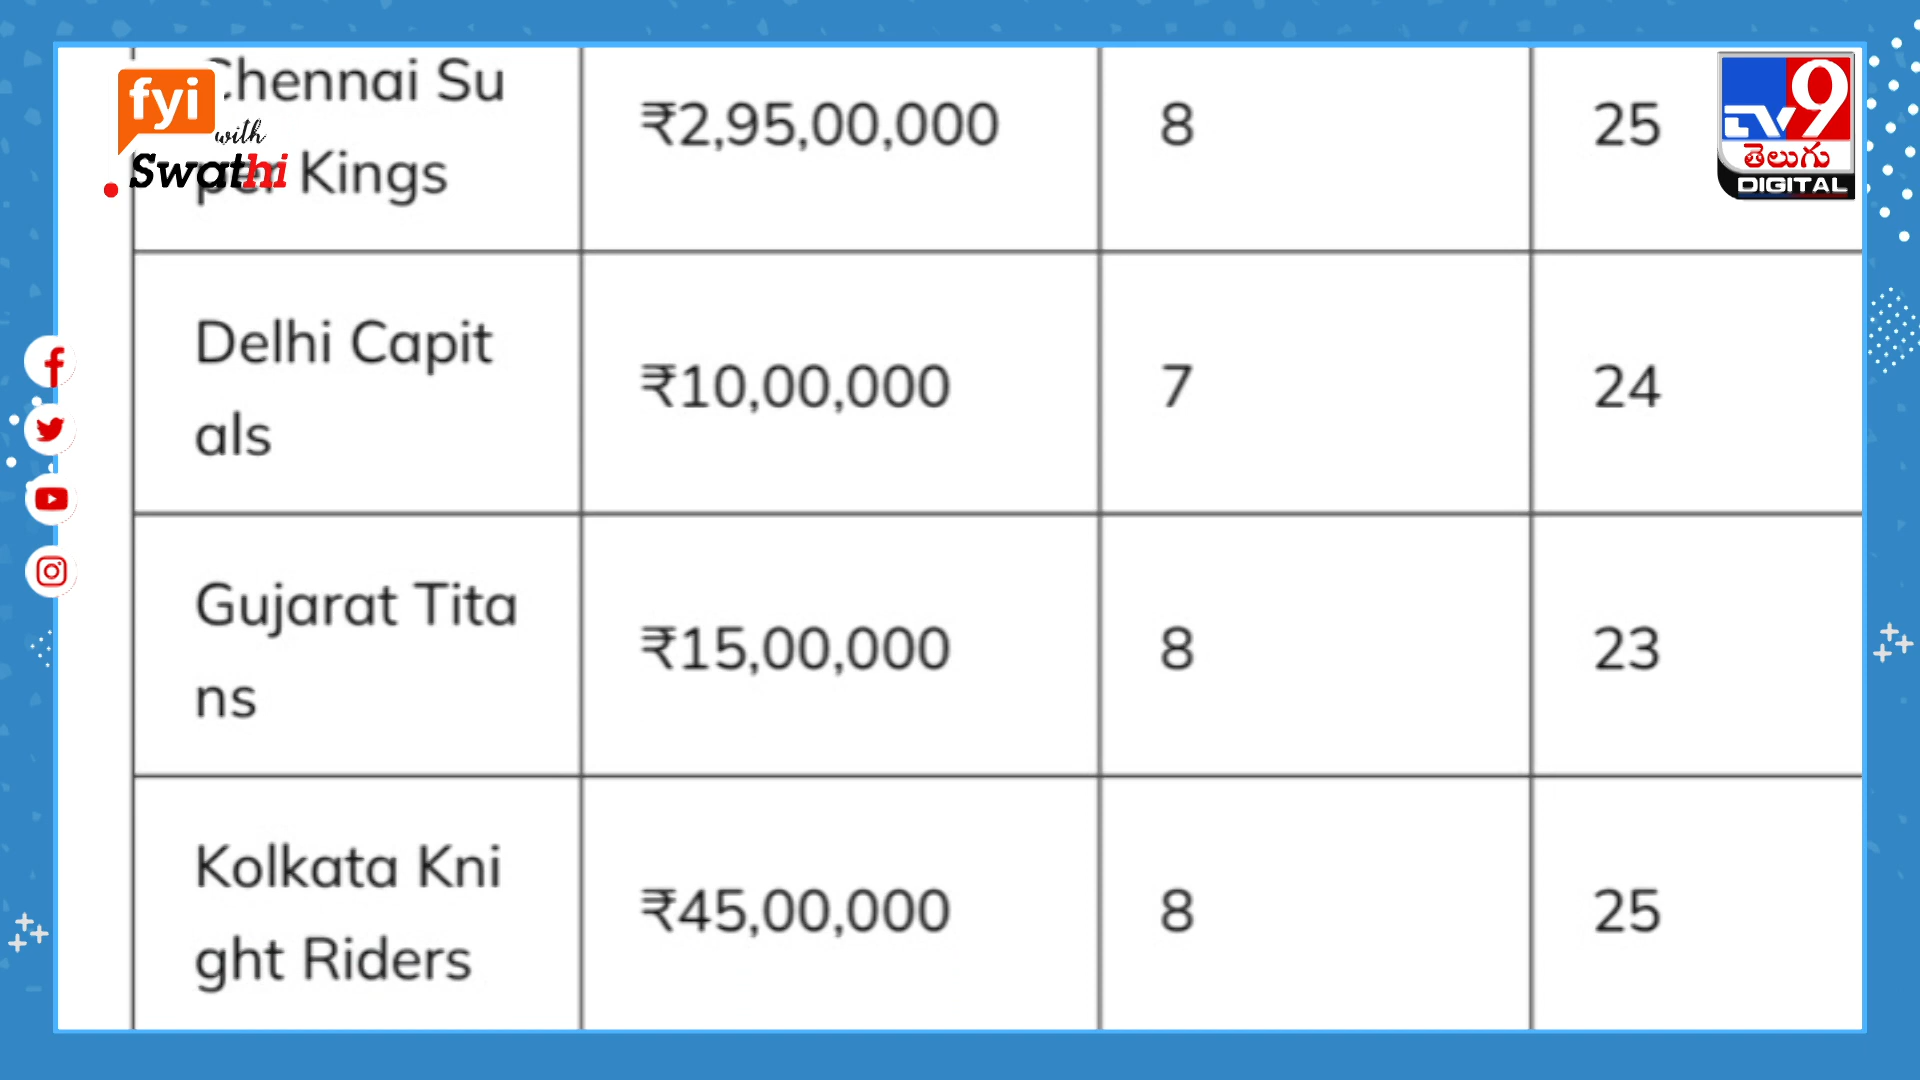 Chennai Su
per Kings
₹2,95,00,000
8
25
Delhi Capit
als
₹10,00,000
7
24
Gujarat Tita
ns
₹15,00,000
8
23
Kolkata Kni
ght Riders
₹45,00,000
8
25
fyi
with
Swathi
TV9
తెలుగు
DIGITAL